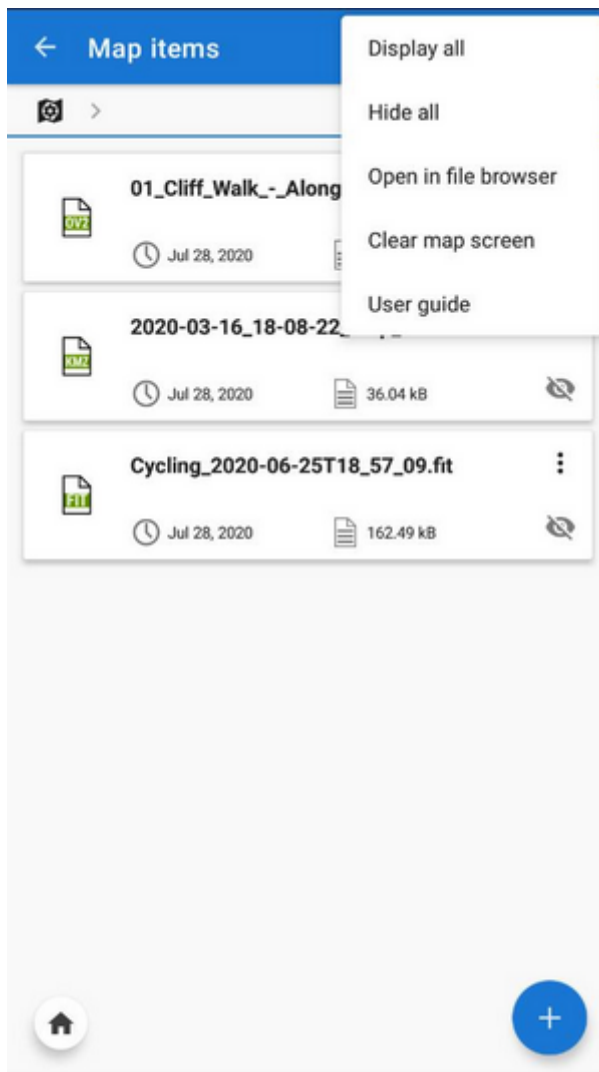 Map items
Display all
Hide all
Open in file browser
Clear map screen
User guide
01_Cliff_Walk_-_Along
OV2
Jul 28, 2020
2020-03-16_18-08-22_
KMZ
Jul 28, 2020
36.04 kB
Cycling_2020-06-25T18_57_09.fit
FIT
Jul 28, 2020
162.49 kB